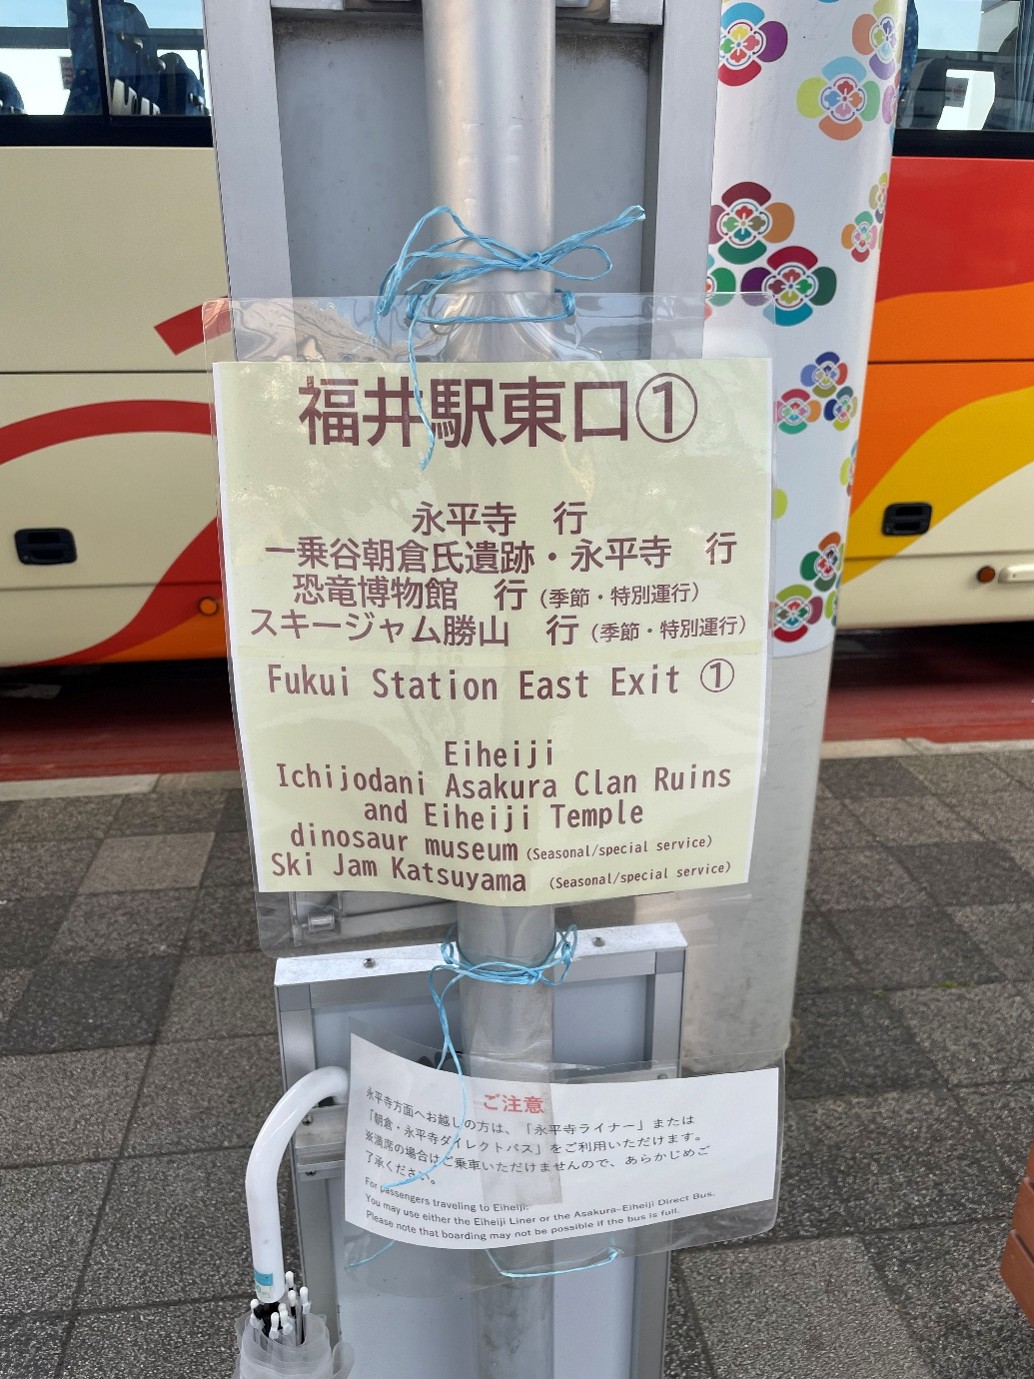 福井駅東口①
永平寺　行
一乗谷朝倉氏遺跡・永平寺　行
恐竜博物館　行（季節・特別運行）
スキージャム勝山　行（季節・特別運行）
Fukui Station East Exit ①
Eiheiji
Ichijodani Asakura Clan Ruins
and Eiheiji Temple
dinosaur museum (Seasonal/special service)
Ski Jam Katsuyama (Seasonal/special service)
ご注意
永平寺方面へお越しの方は、「永平寺ライナー」または
「朝倉・永平寺ダイレクトバス」をご利用いただけます。
※満席の場合はご乗車いただけませんので、あらかじめご
了承ください。
For passengers traveling to Eiheiji:
You may use either the Eiheiji Liner or the Asakura-Eiheiji Direct Bus.
Please note that boarding may not be possible if the bus is full.